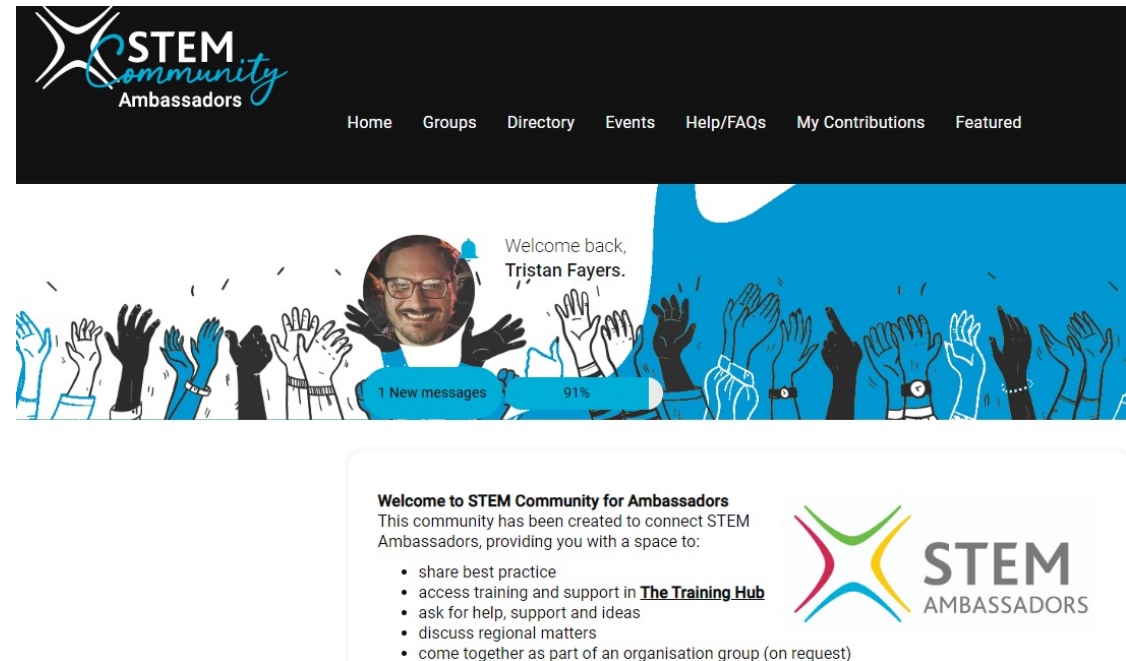 STEM
Community
Ambassadors
Home Groups Directory Events Help/FAQs My Contributions Featured
Welcome back,
Tristan Fayers.
1 New messages 91%
Welcome to STEM Community for Ambassadors
This community has been created to connect STEM
Ambassadors, providing you with a space to:
• share best practice
• access training and support in The Training Hub
• ask for help, support and ideas
• discuss regional matters
• come together as part of an organisation group (on request)
STEM
AMBASSADORS